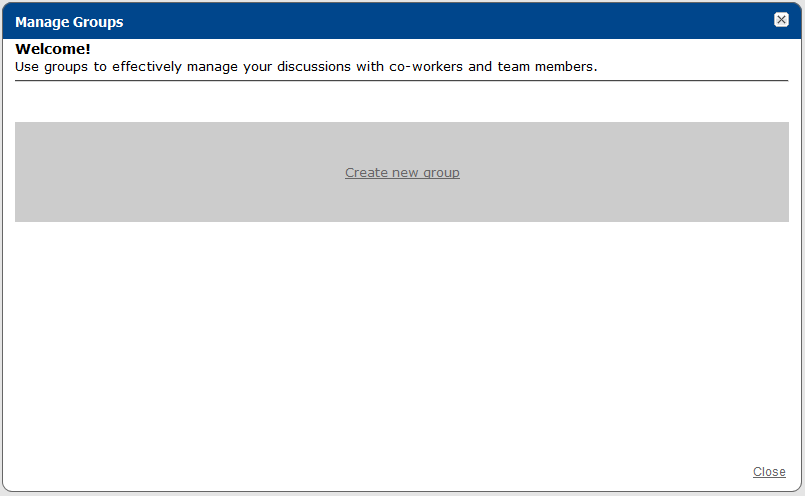 Manage Groups
Welcome!
Use groups to effectively manage your discussions with co-workers and team members.
Create new group
Close